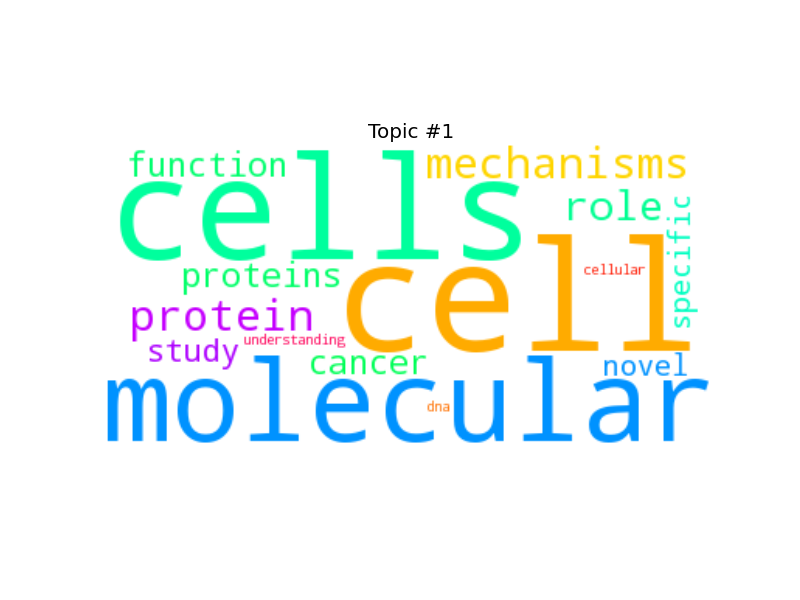 Topic #1
function
mechanisms
cells
role
specific
proteins
cell
cellular
protein
understanding
study
cancer
novel
molecular
dna